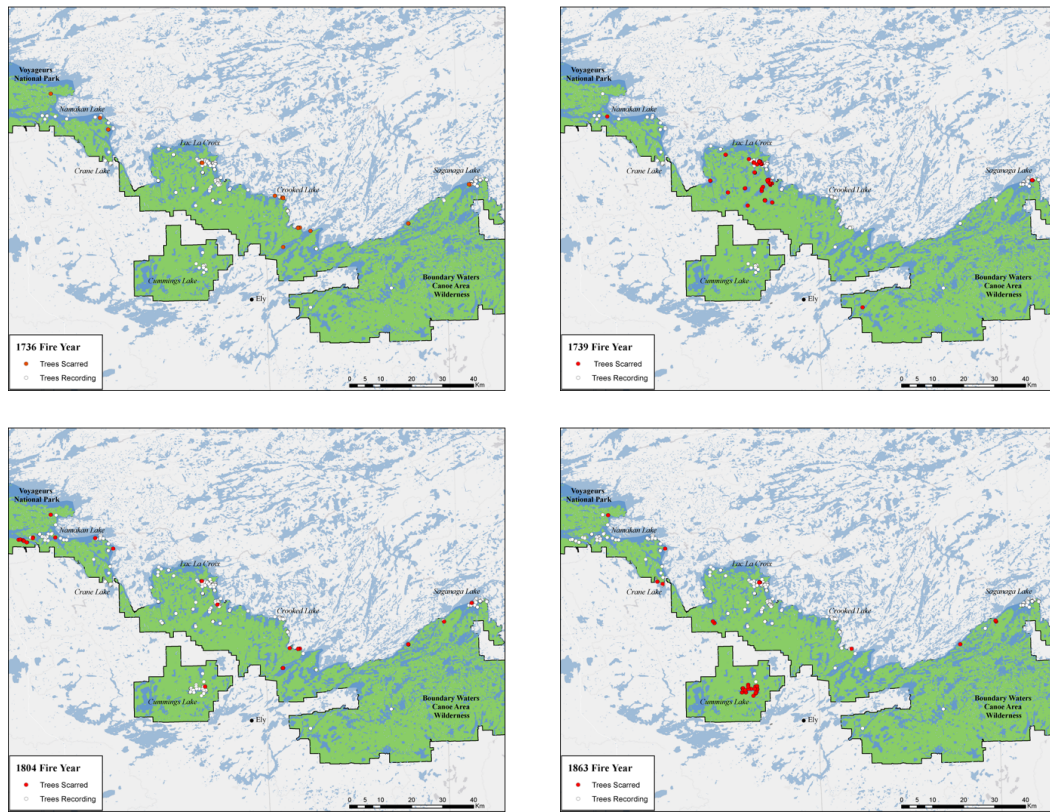 Voyageurs
National Park
Namakan Lake
Crane Lake
Luc La Croix
Crooked Lake
Saganaga Lake
Cummings Lake
Ely
Boundary Waters
Canoe Area
Wilderness
1736 Fire Year
Trees Scarred
Trees Recording
0 5 10 20 30 40
Km
Voyageurs
National Park
Namakan Lake
Crane Lake
Luc La Croix
Crooked Lake
Saganaga Lake
Cummings Lake
Ely
Boundary Waters
Canoe Area
Wilderness
1739 Fire Year
Trees Scarred
Trees Recording
0 5 10 20 30 40
Km
Voyageurs
National Park
Namakan Lake
Crane Lake
Luc La Croix
Crooked Lake
Saganaga Lake
Cummings Lake
Ely
Boundary Waters
Canoe Area
Wilderness
1804 Fire Year
Trees Scarred
Trees Recording
0 5 10 20 30 40
Km
Voyageurs
National Park
Namakan Lake
Crane Lake
Luc La Croix
Crooked Lake
Saganaga Lake
Cummings Lake
Ely
Boundary Waters
Canoe Area
Wilderness
1863 Fire Year
Trees Scarred
Trees Recording
0 5 10 20 30 40
Km